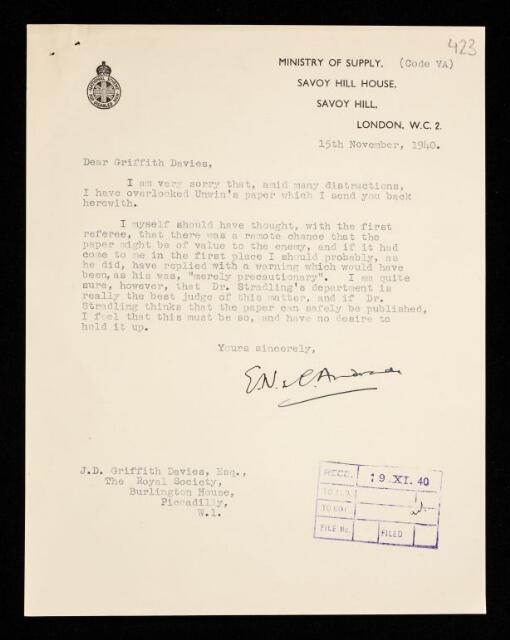 423
MINISTRY OF SUPPLY, (Code VA)
SAVOY HILL HOUSE,
SAVOY HILL,
LONDON, W.C. 2.
15th November, 1940.
Dear Griffith Davies,
I am very sorry that, amid many distractions,
I have overlooked Unwin's paper which I send you back
herewith.
I myself should have thought, with the first
referee, that there was a remote chance that the
paper might be of value to the enemy, and if it had
come to me in the first place I should probably, as
he did, have replied with a warning which would have
been, as his was, "merely precautionary". I am quite
sure, however, that Dr. Stradling's department is
really the best judge of this matter, and if Dr.
Stradling thinks that the paper can safely be published,
I feel that this must be so, and have no desire to
hold it up.
Yours sincerely,
E.N. da C. Andrade
J.D. Griffith Davies, Esq.,
The Royal Society,
Burlington House,
Piccadilly,
W.1.
RECD. 19. XI. 40
TO
TO
FILE No. FILED